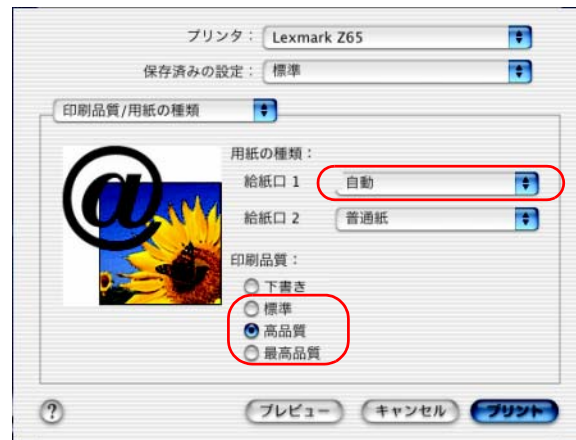 プリンタ： Lexmark Z65
保存済みの設定： 標準
印刷品質/用紙の種類
用紙の種類：
給紙口 1 自動
給紙口 2 普通紙
印刷品質：
下書き
標準
高品質
最高品質
@
? プレビュー キャンセル プリント